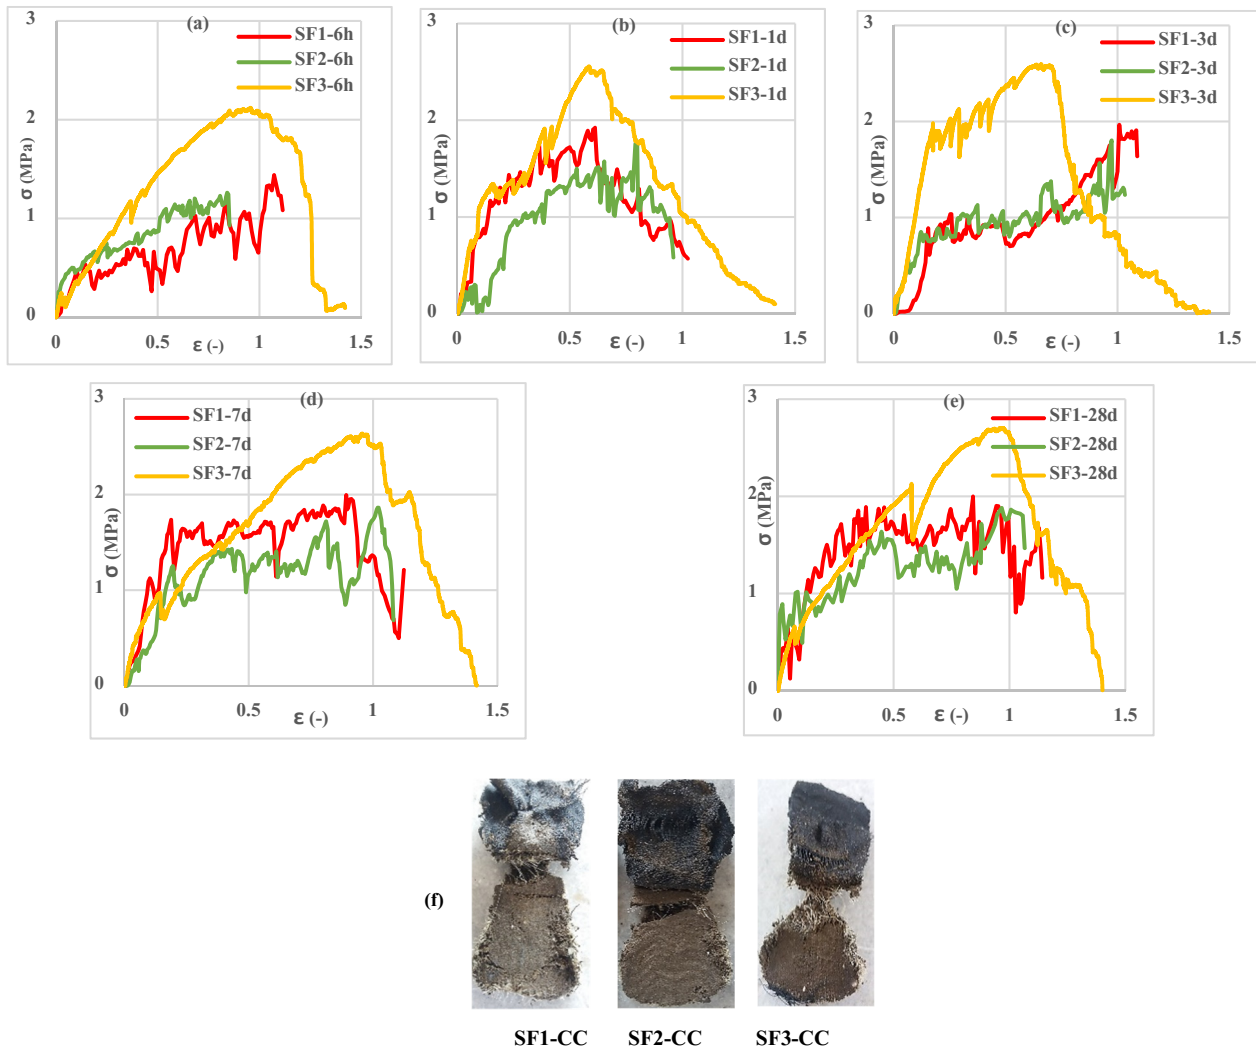 (a)
SF1-6h
SF2-6h
SF3-6h
3
2
1
0
σ (MPa)
0
0.5
1
1.5
ε (-)
(b)
SF1-1d
SF2-1d
SF3-1d
3
2
1
0
σ (MPa)
0
0.5
1
1.5
ε (-)
(c)
SF1-3d
SF2-3d
SF3-3d
3
2
1
0
σ (MPa)
0
0.5
1
1.5
ε (-)
(d)
SF1-7d
SF2-7d
SF3-7d
3
2
1
0
σ (MPa)
0
0.5
1
1.5
ε (-)
(e)
SF1-28d
SF2-28d
SF3-28d
3
2
1
0
σ (MPa)
0
0.5
1
1.5
ε (-)
(f)
SF1-CC SF2-CC SF3-CC